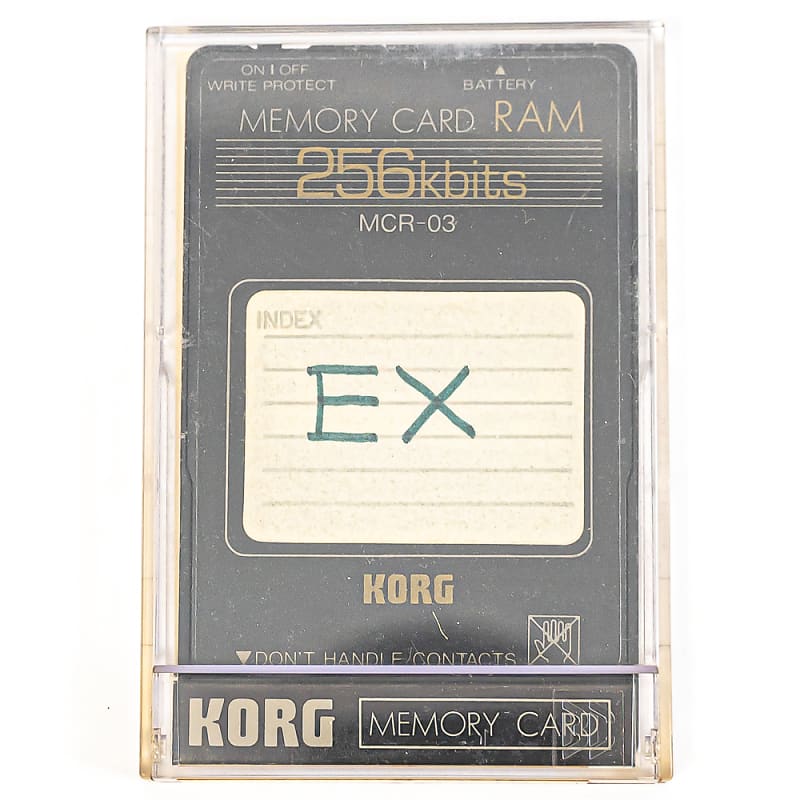 ON | OFF
WRITE PROTECT
▲
BATTERY
MEMORY CARD RAM
256kbits
MCR-03
INDEX
EX
KORG
▼DON'T HANDLE CONTACTS
KORG MEMORY CARD